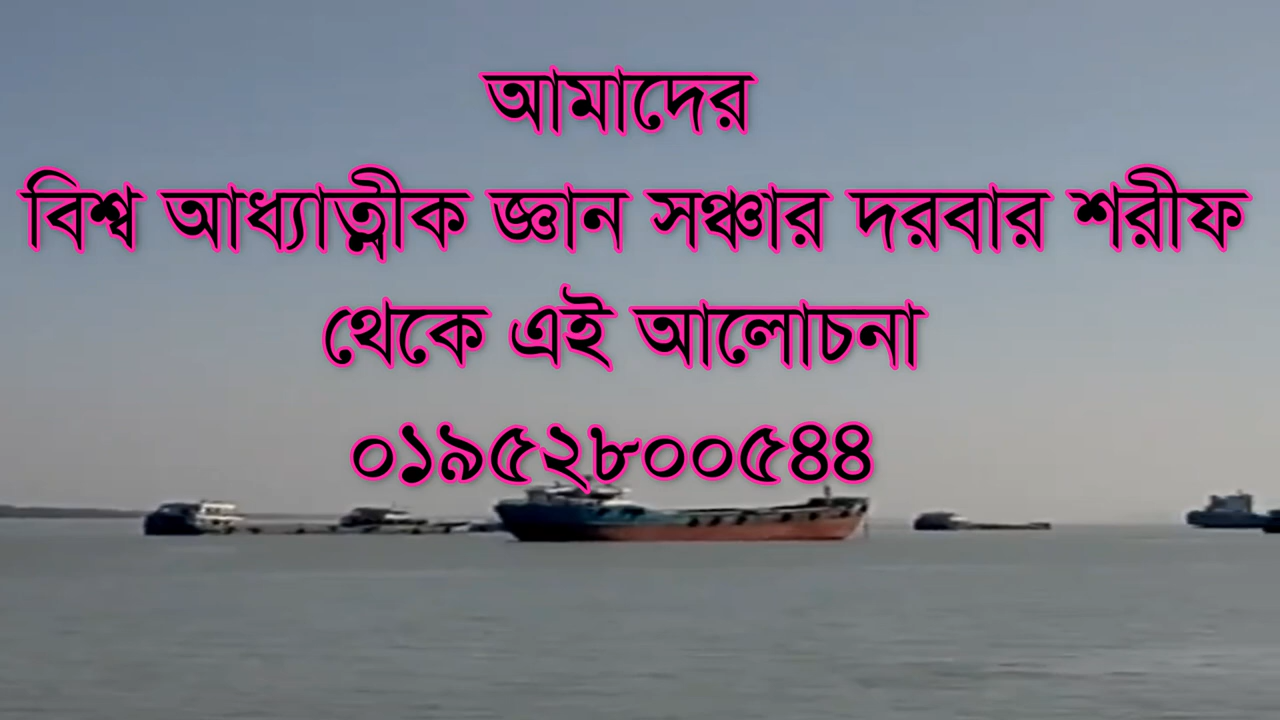 আমাদের
বিশ্ব আধ্যাত্নীক জ্ঞান সঞ্চার দরবার শরীফ
থেকে এই আলোচনা
০১৯৫২৮০০৫৪৪